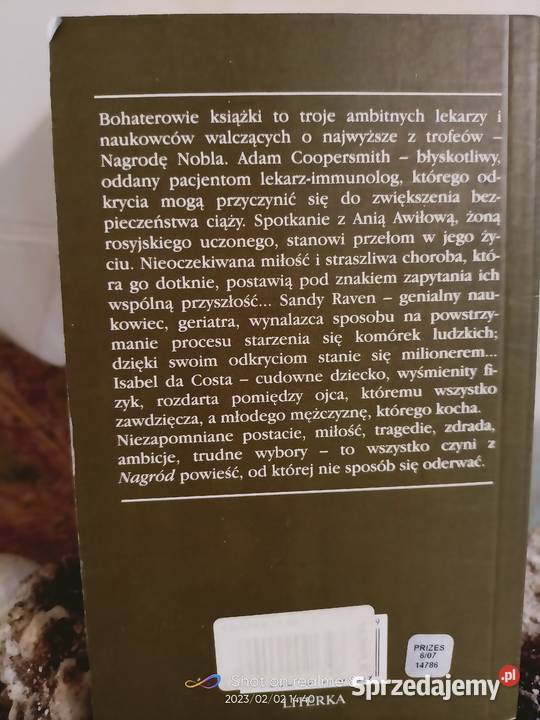 Bohaterowie książki to troje ambitnych lekarzy i
naukowców walczących o najwyższe z trofeów –
Nagrodę Nobla. Adam Coopersmith – błyskotliwy,
oddany pacjentom lekarz-immunolog, którego od-
krycia mogą przyczynić się do zwiększenia bez-
pieczeństwa ciąży. Spotkanie z Anią Awiłową, żoną
rosyjskiego uczonego, stanowi przełom w jego ży-
ciu. Nieoczekiwana miłość i straszliwa choroba, któ-
ra go dotknie, postawią pod znakiem zapytania ich
wspólną przyszłość... Sandy Raven – genialny nau-
kowiec, geriatra, wynalazca sposobu na powstrzy-
manie procesu starzenia się komórek ludzkich;
dzięki swoim odkryciom stanie się milionerem...
Isabel da Costa – cudowne dziecko, wyśmienity fi-
zyk, rozdarta pomiędzy ojca, któremu wszystko
zawdzięcza, a młodego mężczyznę, którego kocha.
Niezapomniane postacie, miłość, tragedie, zdrada,
ambicje, trudne wybory – to wszystko czyni z
Nagród powieść, od której nie sposób się oderwać.
9
PRIZES
6/07
14786
Shot on realme
2023/02/02 14:40
LITERKA
Sprzedajemy.pl